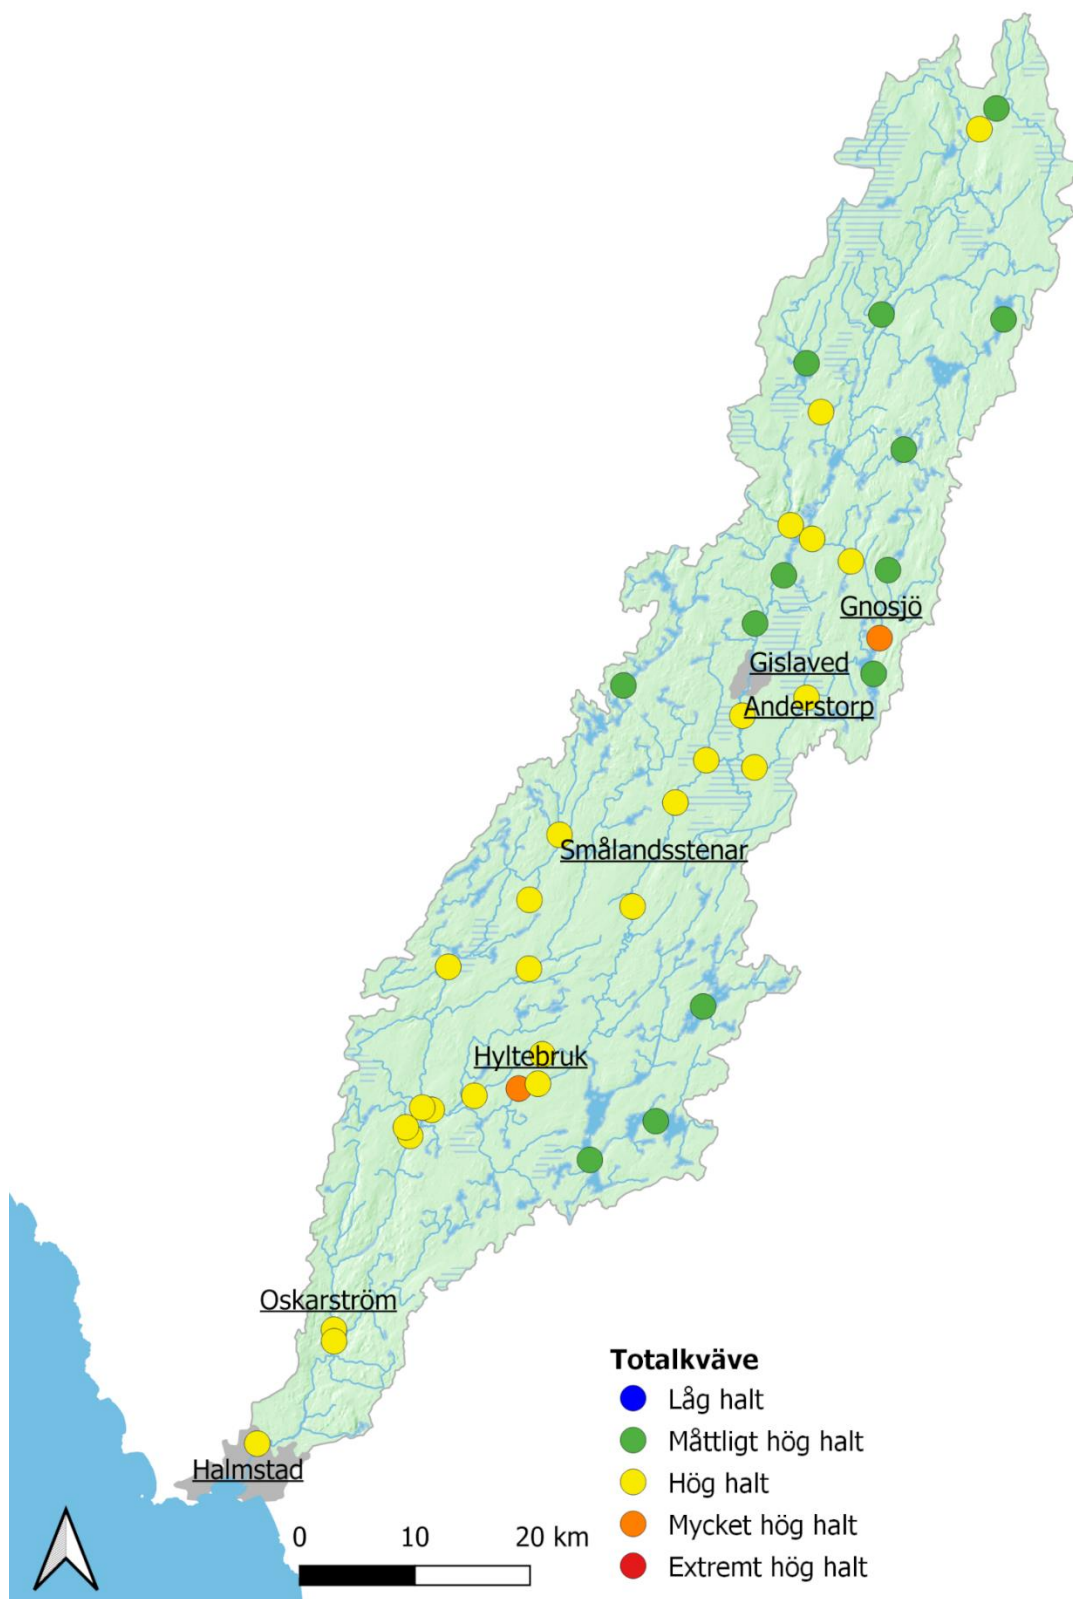 Gnosjö
Gislaved
Anderstorp
Smålandsstenar
Hyltebruk
Oskarström
Halmstad
Totalkväve
Låg halt
Måttligt hög halt
Hög halt
Mycket hög halt
Extremt hög halt
0 10 20 km